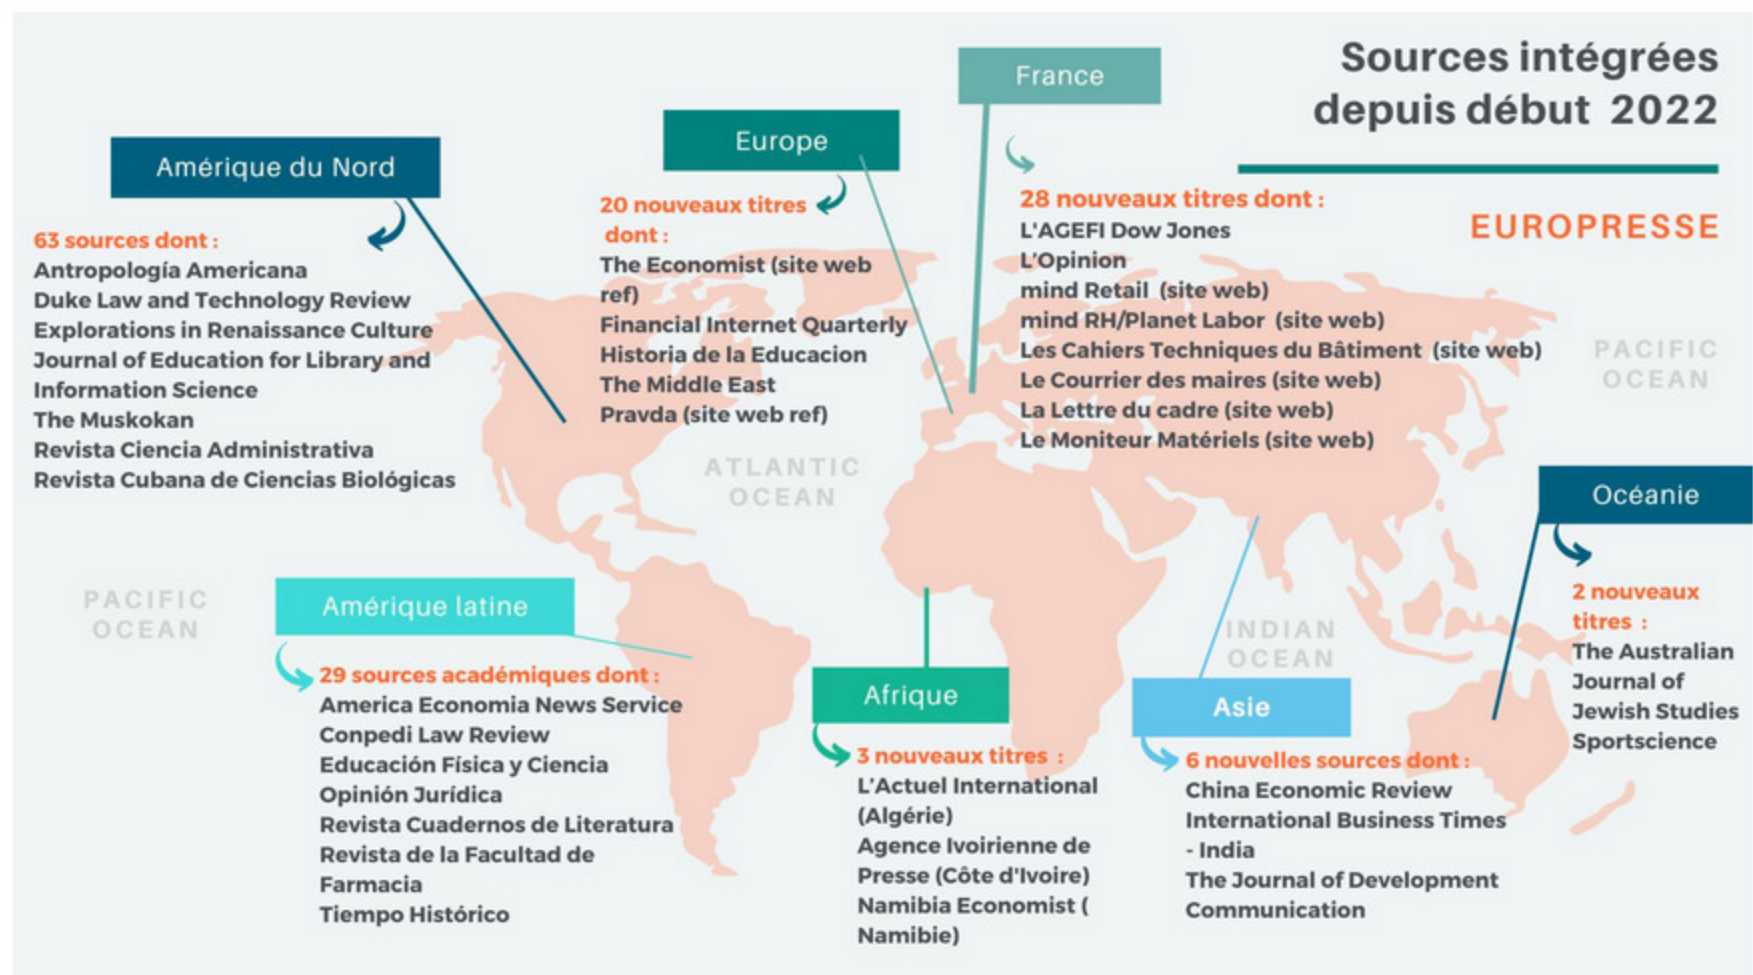 Sources intégrées
depuis début 2022
EUROPRESSE
Amérique du Nord
63 sources dont :
Antropología Americana
Duke Law and Technology Review
Explorations in Renaissance Culture
Journal of Education for Library and
Information Science
The Muskokan
Revista Ciencia Administrativa
Revista Cubana de Ciencias Biológicas
Europe
20 nouveaux titres
dont :
The Economist (site web
ref)
Financial Internet Quarterly
Historia de la Educacion
The Middle East
Pravda (site web ref)
France
28 nouveaux titres dont :
L'AGEFI Dow Jones
L'Opinion
mind Retail (site web)
mind RH/Planet Labor (site web)
Les Cahiers Techniques du Bâtiment (site web)
Le Courrier des maires (site web)
La Lettre du cadre (site web)
Le Moniteur Matériels (site web)
PACIFIC
OCEAN
ATLANTIC
OCEAN
Océanie
2 nouveaux
titres :
The Australian
Journal of
Jewish Studies
Sportscience
PACIFIC
OCEAN
Amérique latine
29 sources académiques dont :
America Economia News Service
Conpedi Law Review
Educación Física y Ciencia
Opinión Jurídica
Revista Cuadernos de Literatura
Revista de la Facultad de
Farmacia
Tiempo Histórico
INDIAN
OCEAN
Afrique
3 nouveaux titres :
L'Actuel International
(Algérie)
Agence Ivoirienne de
Presse (Côte d'Ivoire)
Namibia Economist (
Namibie)
Asie
6 nouvelles sources dont :
China Economic Review
International Business Times
- India
The Journal of Development
Communication